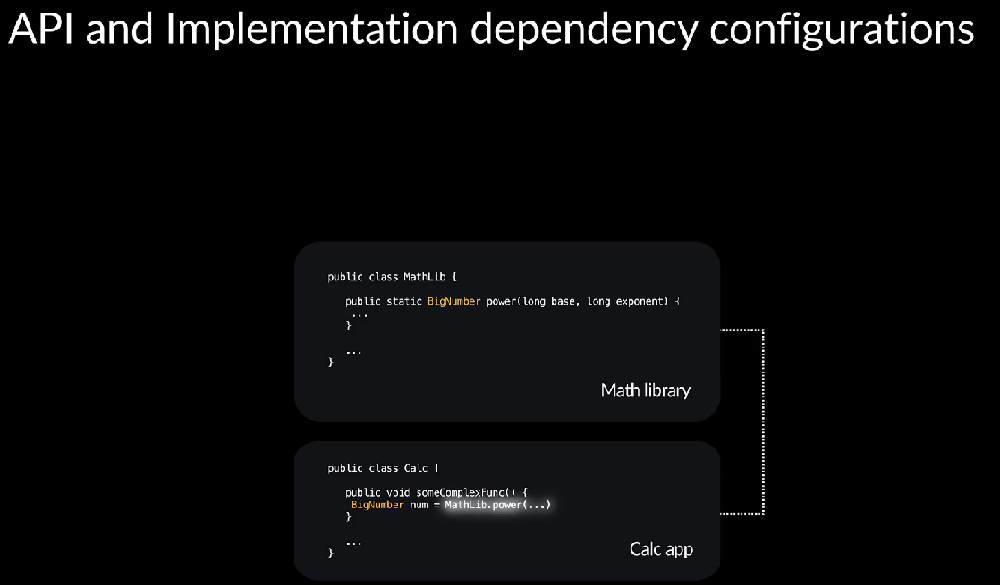 API and Implementation dependency configurations
public class MathLib {
public static BigNumber power(long base, long exponent) {
...
}
...
}
Math library
public class Calc {
public void someComplexFunc() {
BigNumber num = MathLib.power(...)
}
...
}
Calc app